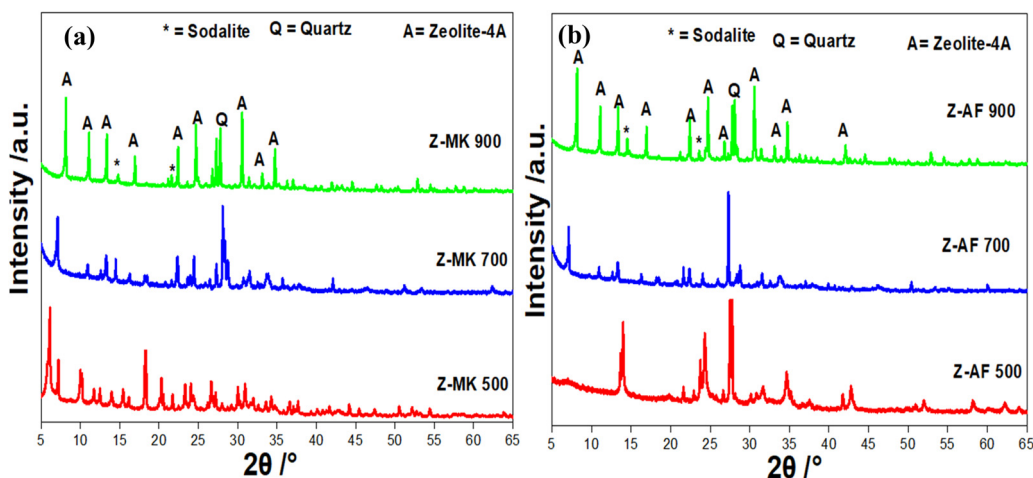 (a)
* = Sodalite Q = Quartz A= Zeolite-4A
A
A A * A * A A Q A A A
Z-MK 900
Z-MK 700
Z-MK 500
Intensity /a.u.
5 10 15 20 25 30 35 40 45 50 55 60 65
2θ /°
(b)
* = Sodalite Q = Quartz A= Zeolite-4A
A
A A * A A * A A Q A A A A
Z-AF 900
Z-AF 700
Z-AF 500
Intensity /a.u.
5 10 15 20 25 30 35 40 45 50 55 60 65
2θ /°